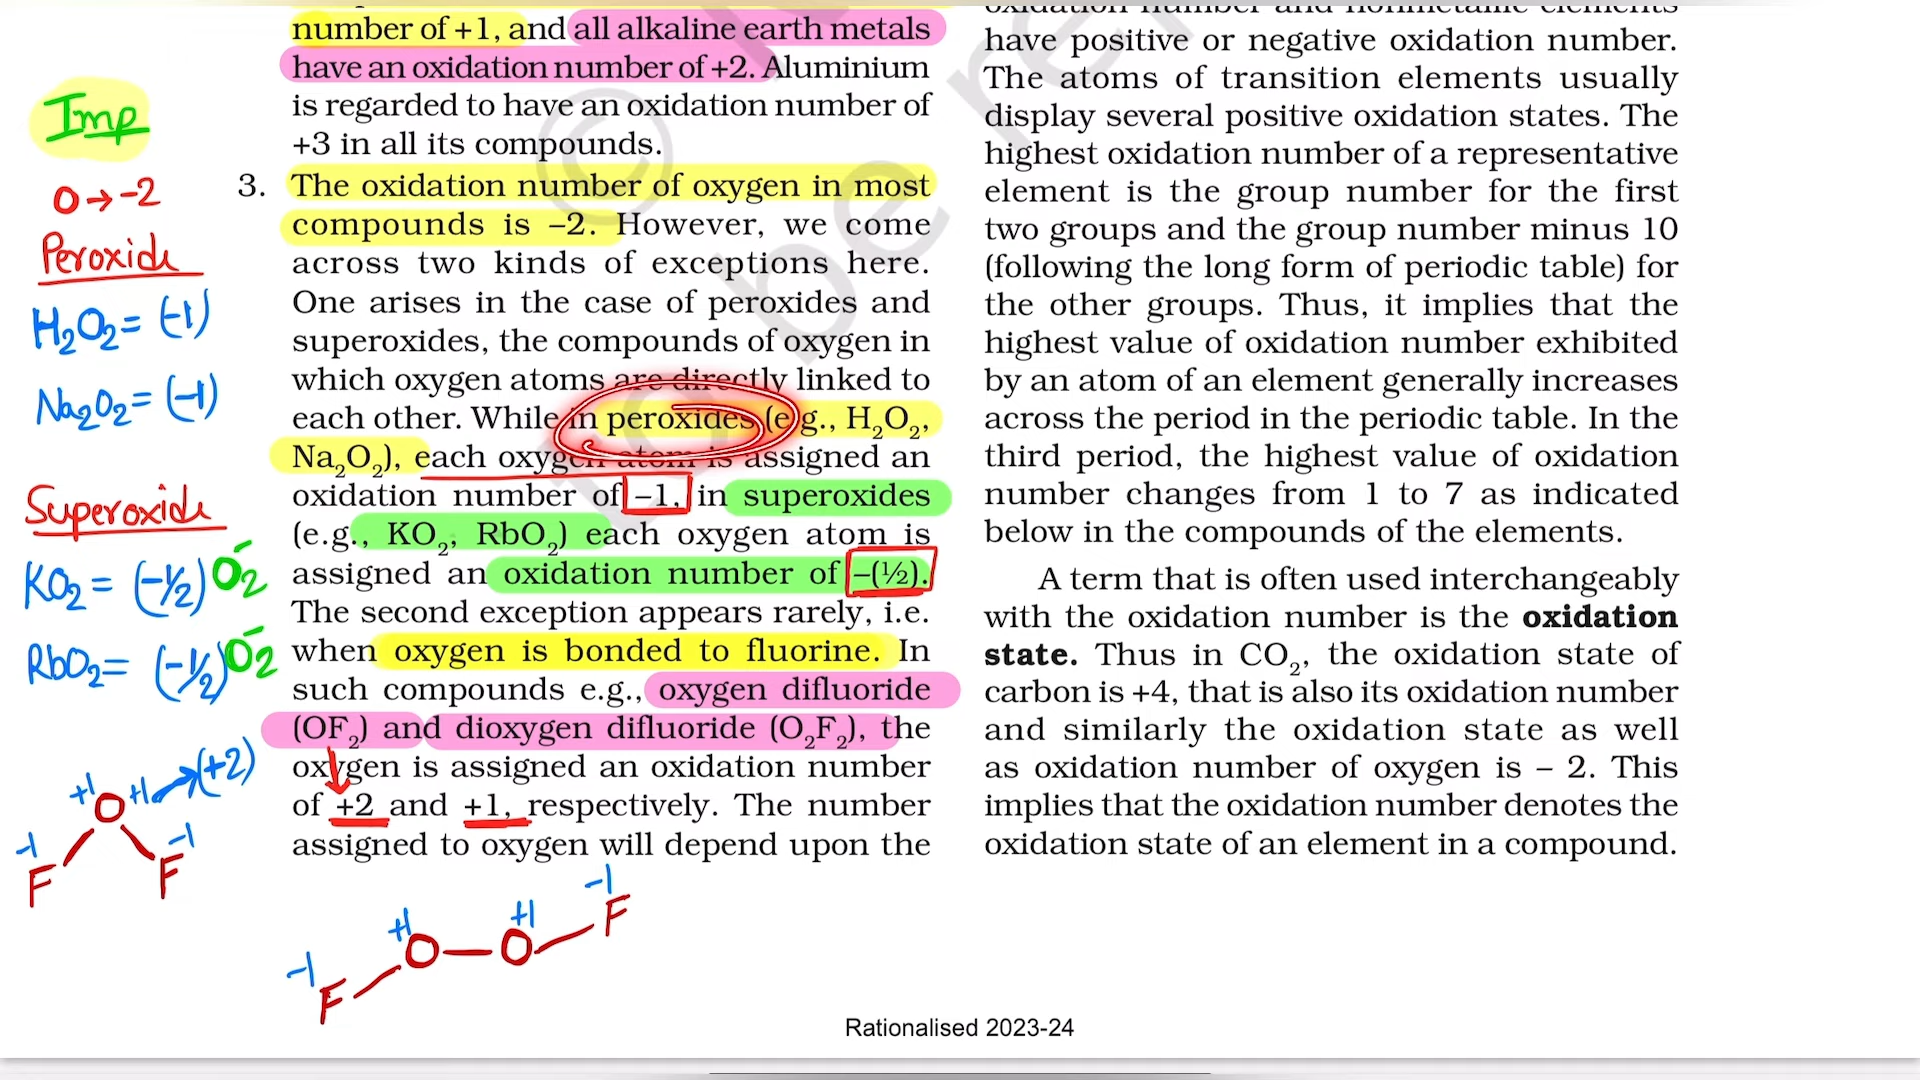 number of +1, and all alkaline earth metals
have an oxidation number of +2. Aluminium
is regarded to have an oxidation number of
+3 in all its compounds.
3. The oxidation number of oxygen in most
compounds is –2. However, we come
across two kinds of exceptions here.
One arises in the case of peroxides and
superoxides, the compounds of oxygen in
which oxygen atoms are directly linked to
each other. While in peroxides (e.g., H₂O₂,
Na₂O₂), each oxygen atom is assigned an
oxidation number of –1, in superoxides
(e.g., KO₂, RbO₂) each oxygen atom is
assigned an oxidation number of –(½).
The second exception appears rarely, i.e.
when oxygen is bonded to fluorine. In
such compounds e.g., oxygen difluoride
(OF₂) and dioxygen difluoride (O₂F₂), the
oxygen is assigned an oxidation number
of +2 and +1, respectively. The number
assigned to oxygen will depend upon the
oxidation number and nonmetallic elements
have positive or negative oxidation number.
The atoms of transition elements usually
display several positive oxidation states. The
highest oxidation number of a representative
element is the group number for the first
two groups and the group number minus 10
(following the long form of periodic table) for
the other groups. Thus, it implies that the
highest value of oxidation number exhibited
by an atom of an element generally increases
across the period in the periodic table. In the
third period, the highest value of oxidation
number changes from 1 to 7 as indicated
below in the compounds of the elements.
A term that is often used interchangeably
with the oxidation number is the oxidation
state. Thus in CO₂, the oxidation state of
carbon is +4, that is also its oxidation number
and similarly the oxidation state as well
as oxidation number of oxygen is – 2. This
implies that the oxidation number denotes the
oxidation state of an element in a compound.
Imp
O → -2
Peroxide
H₂O₂ = (-1)
Na₂O₂ = (-1)
Superoxide
KO₂ = (-½) O₂⁻
RbO₂ = (-½) O₂⁻
+1 O +1 → (+2)
-1 -1
F F
-1 +1 +1 -1
F O — O F
© be re
to
Rationalised 2023-24